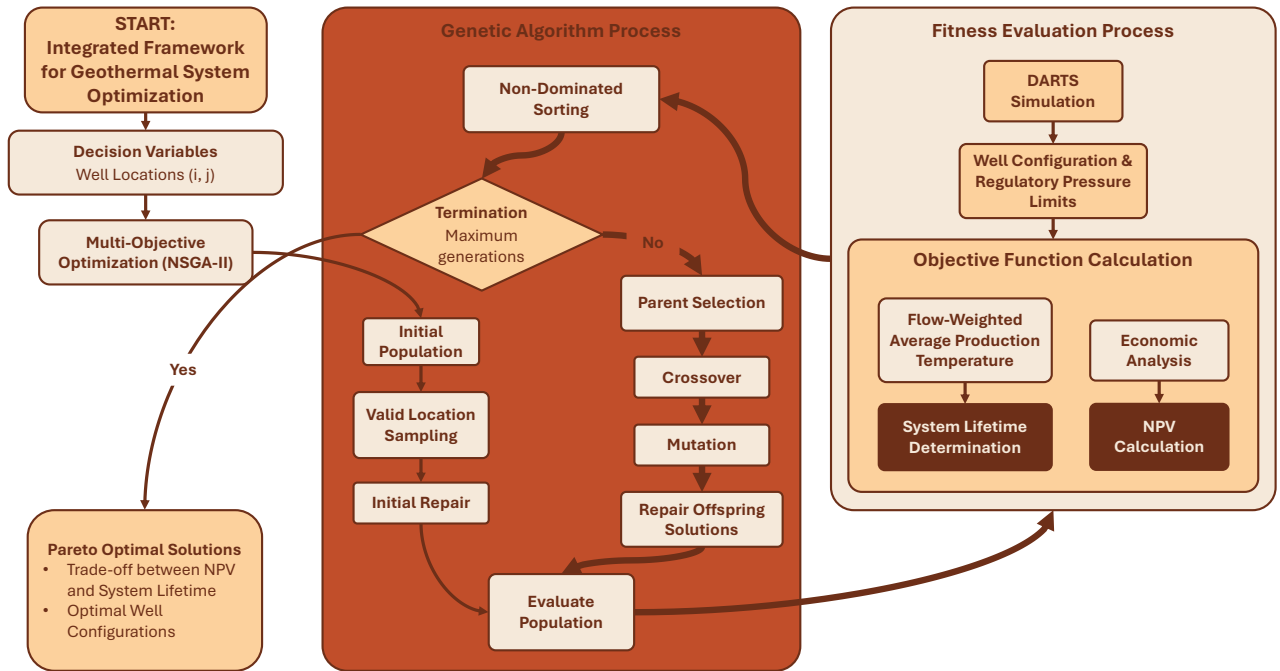 START:
Integrated Framework
for Geothermal System
Optimization
Decision Variables
Well Locations (i, j)
Multi-Objective
Optimization (NSGA-II)
Yes
Pareto Optimal Solutions
• Trade-off between NPV
and System Lifetime
• Optimal Well
Configurations
Genetic Algorithm Process
Non-Dominated
Sorting
Termination
Maximum
generations
No
Initial
Population
Valid Location
Sampling
Initial Repair
Parent Selection
Crossover
Mutation
Repair Offspring
Solutions
Evaluate
Population
Fitness Evaluation Process
DARTS
Simulation
Well Configuration &
Regulatory Pressure
Limits
Objective Function Calculation
Flow-Weighted
Average Production
Temperature
System Lifetime
Determination
Economic
Analysis
NPV
Calculation